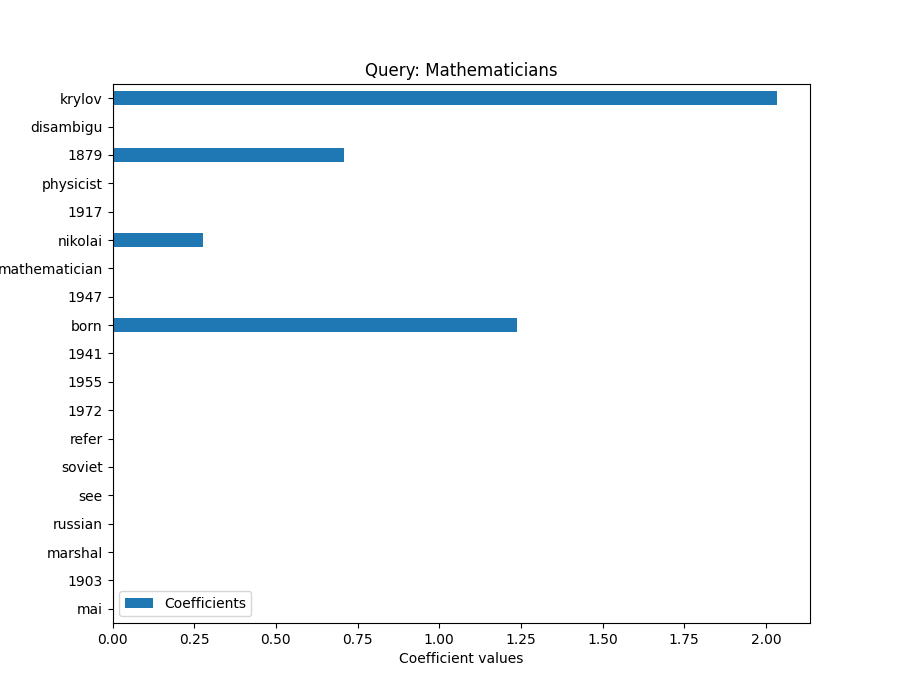 Query: Mathematicians
krylov
disambigu
1879
physicist
1917
nikolai
mathematician
1947
born
1941
1955
1972
refer
soviet
see
russian
marshal
1903
mai
Coefficients
0.00 0.25 0.50 0.75 1.00 1.25 1.50 1.75 2.00
Coefficient values